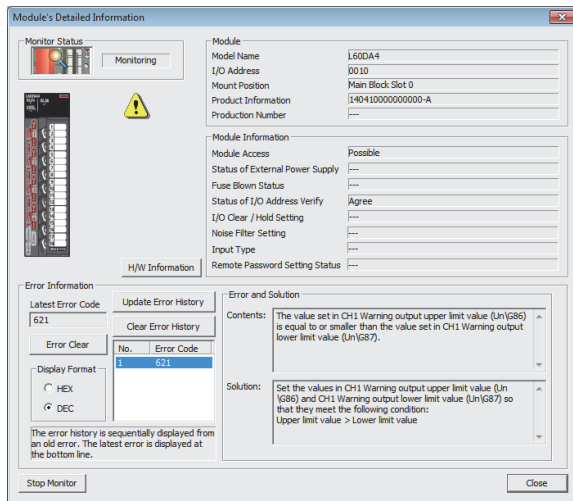 Module's Detailed Information
Monitor Status
Monitoring
Module
Model Name L60DA4
I/O Address 0010
Mount Position Main Block Slot 0
Product Information 140410000000000-A
Production Number ---
Module Information
Module Access Possible
Status of External Power Supply ---
Fuse Blown Status ---
Status of I/O Address Verify Agree
I/O Clear / Hold Setting ---
Noise Filter Setting ---
Input Type ---
Remote Password Setting Status ---
H/W Information
Error Information
Latest Error Code
621
Error Clear
Display Format
HEX
DEC
Update Error History
Clear Error History
No. Error Code
1 621
The error history is sequentially displayed from
an old error. The latest error is displayed at
the bottom line.
Error and Solution
Contents:
The value set in CH1 Warning output upper limit value (Un\G86)
is equal to or smaller than the value set in CH1 Warning output
lower limit value (Un\G87).
Solution:
Set the values in CH1 Warning output upper limit value (Un
\G86) and CH1 Warning output lower limit value (Un\G87) so
that they meet the following condition:
Upper limit value > Lower limit value
Stop Monitor
Close